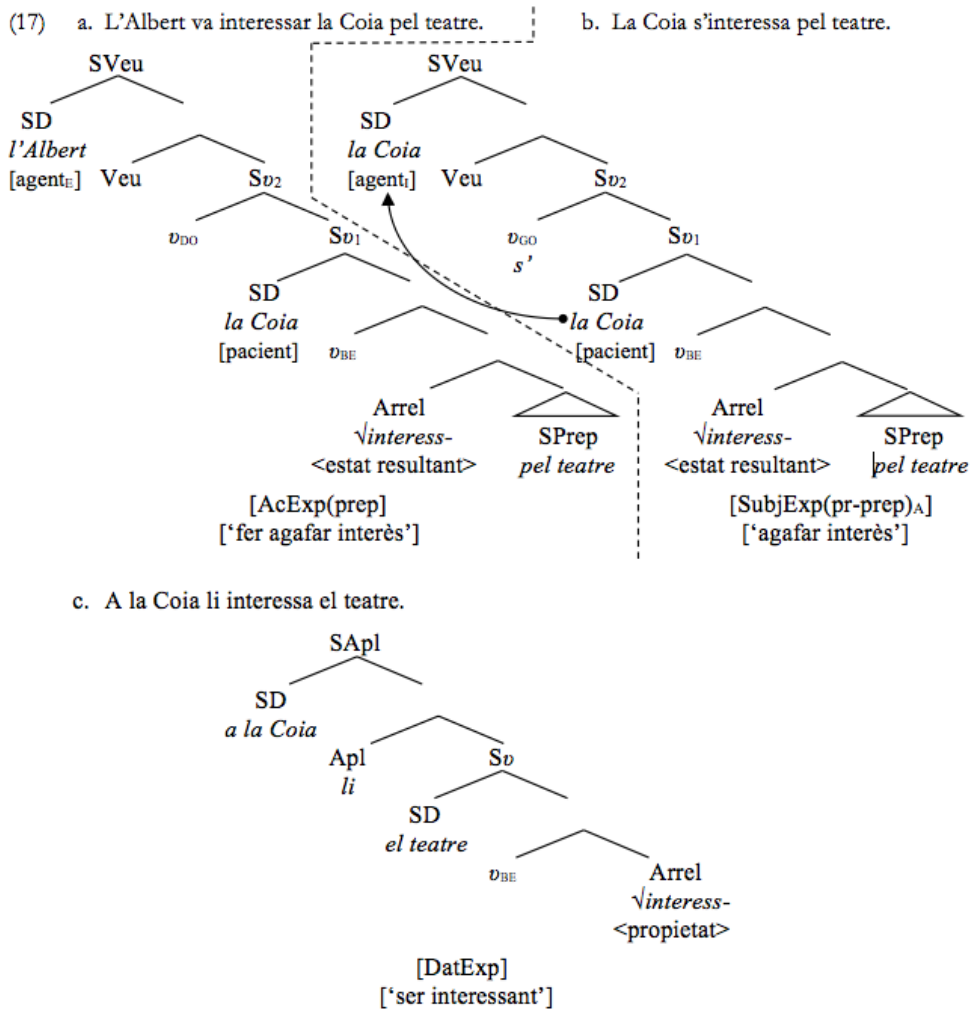 (17) a. L'Albert va interessar la Coia pel teatre.
SVeu
SD
l'Albert
[agentE] Veu Sv2
vDO Sv1
SD
la Coia
[pacient] vBE
Arrel
√interess- SPrep
<estat resultant> pel teatre
[AcExp(prep]
['fer agafar interès']
b. La Coia s'interessa pel teatre.
SVeu
SD
la Coia
[agentI] Veu Sv2
vGO Sv1
s'
SD
la Coia
[pacient] vBE
Arrel
√interess- SPrep
<estat resultant> pel teatre
[SubjExp(pr-prep)A]
['agafar interès']
c. A la Coia li interessa el teatre.
SApl
SD
a la Coia
Apl Sv
li
SD
el teatre
vBE Arrel
√interess-
<propietat>
[DatExp]
['ser interessant']